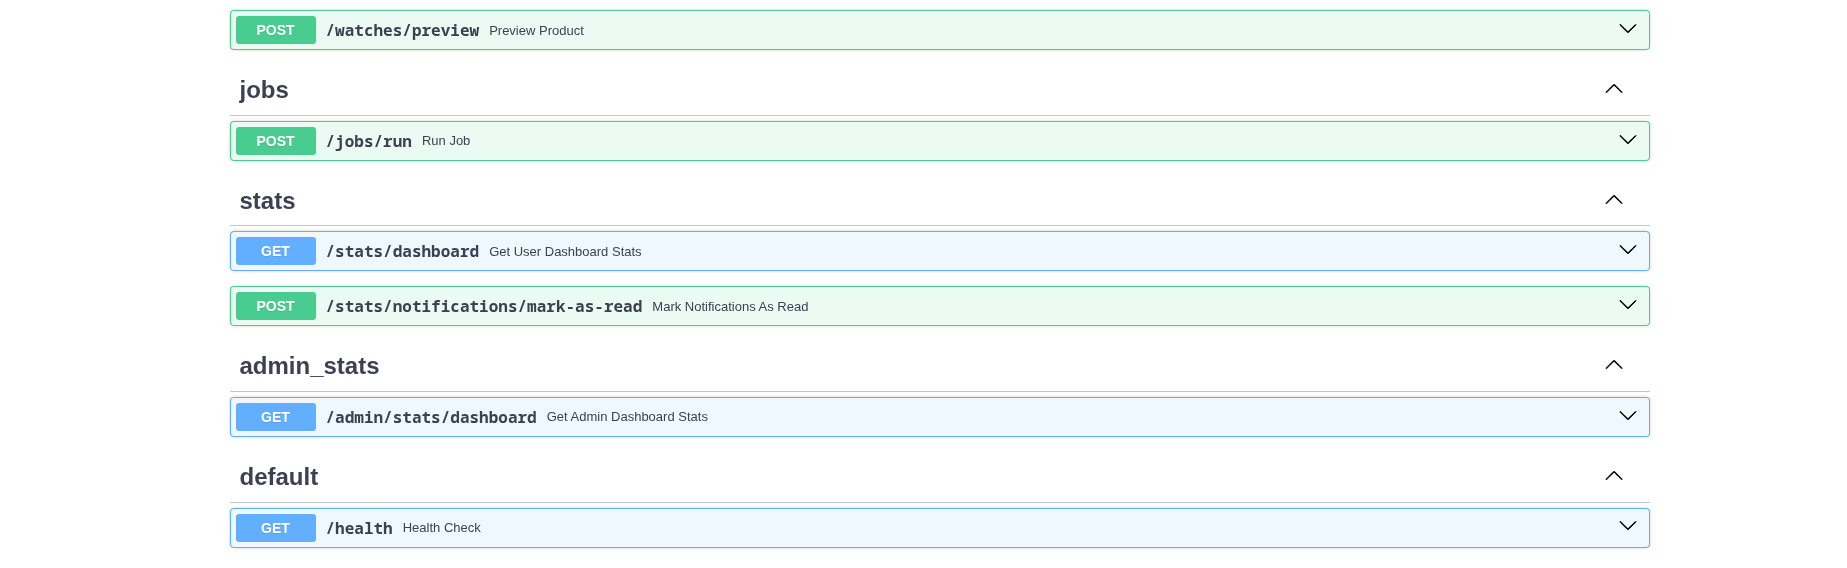 POST /watches/preview Preview Product
jobs
POST /jobs/run Run Job
stats
GET /stats/dashboard Get User Dashboard Stats
POST /stats/notifications/mark-as-read Mark Notifications As Read
admin_stats
GET /admin/stats/dashboard Get Admin Dashboard Stats
default
GET /health Health Check